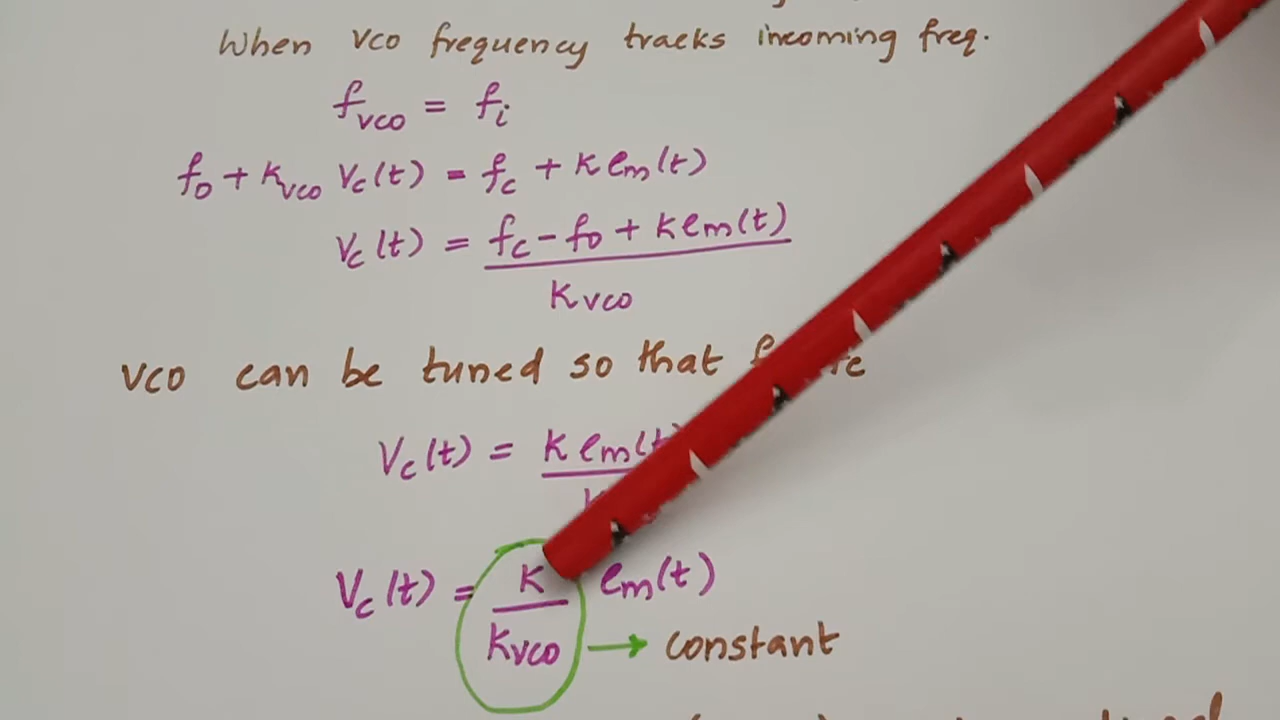 When VCO frequency tracks incoming freq.
f_VCO = f_i
f_0 + K_VCO V_c(t) = f_c + K e_m(t)
V_c(t) = f_c - f_0 + K e_m(t)
K_VCO
VCO can be tuned so that
V_c(t) = K e_m(t)
V_c(t) = K e_m(t)
K_VCO → constant